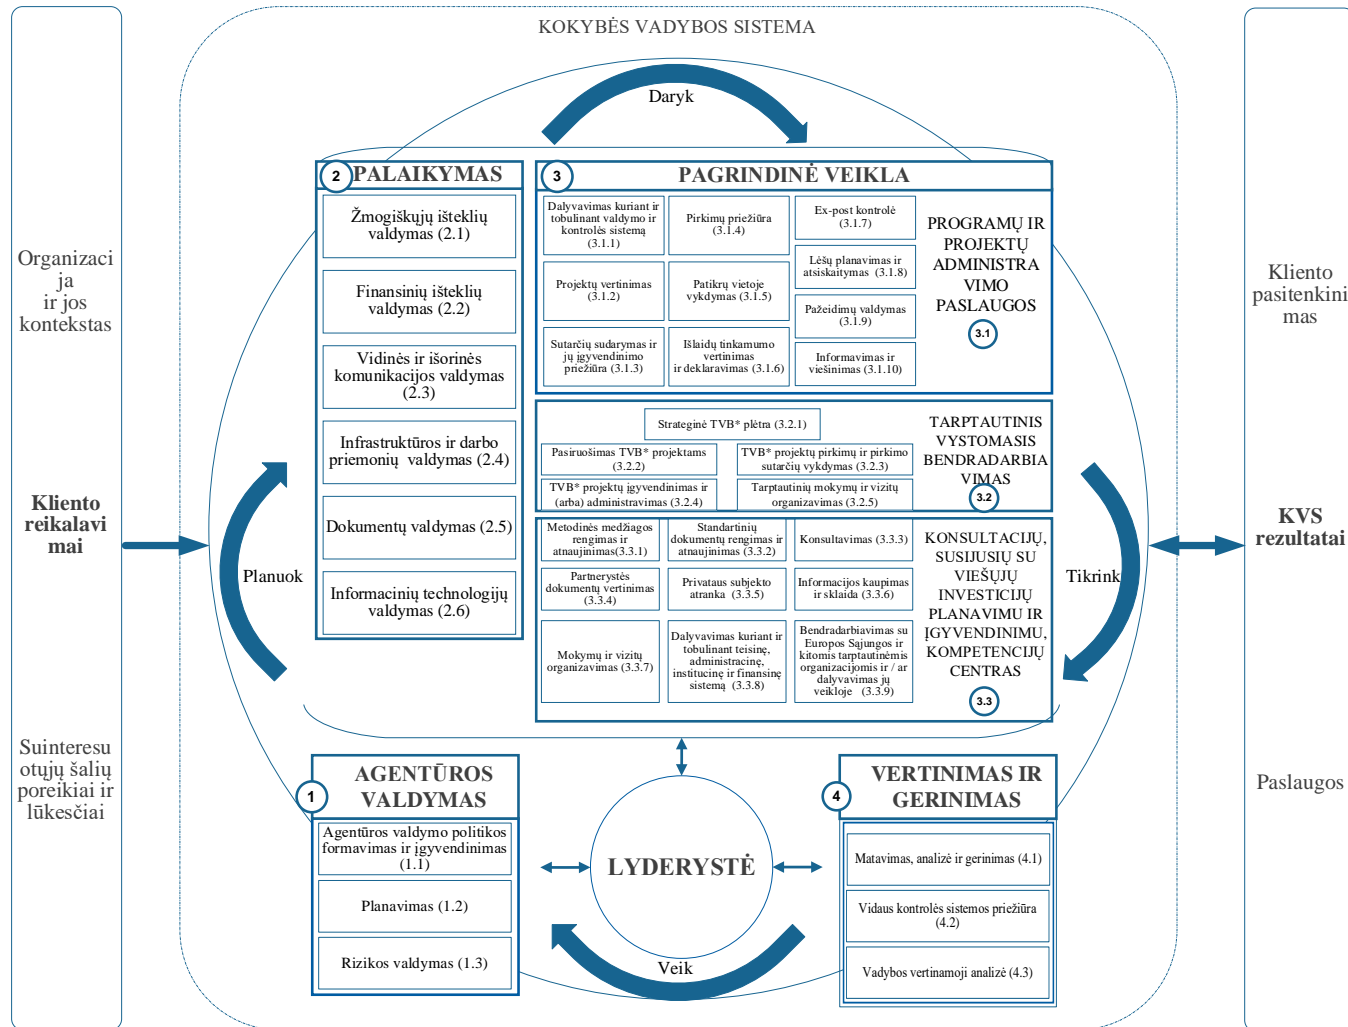 KOKYBĖS VADYBOS SISTEMA
Organizaci
ja
ir jos
kontekstas
Kliento
reikalavi
mai
Suinteresu
otųjų šalių
poreikiai ir
lūkesčiai
Daryk
Planuok
Tikrink
Veik
2
PALAIKYMAS
Žmogiškųjų išteklių
valdymas (2.1)
Finansinių išteklių
valdymas (2.2)
Vidinės ir išorinės
komunikacijos valdymas
(2.3)
Infrastruktūros ir darbo
priemonių valdymas (2.4)
Dokumentų valdymas (2.5)
Informacinių technologijų
valdymas (2.6)
3
PAGRINDINĖ VEIKLA
Dalyvavimas kuriant ir
tobulinant valdymo ir
kontrolės sistemą
(3.1.1)
Pirkimų priežiūra
(3.1.4)
Ex-post kontrolė
(3.1.7)
Projektų vertinimas
(3.1.2)
Patikrų vietoje
vykdymas (3.1.5)
Lėšų planavimas ir
atsiskaitymas (3.1.8)
Pažeidimų valdymas
(3.1.9)
Sutarčių sudarymas ir
jų įgyvendinimo
priežiūra (3.1.3)
Išlaidų tinkamumo
vertinimas
ir deklaravimas (3.1.6)
Informavimas ir
viešinimas (3.1.10)
PROGRAMŲ IR
PROJEKTŲ
ADMINISTRA
VIMO
PASLAUGOS
3.1
Strateginė TVB* plėtra (3.2.1)
Pasiruošimas TVB* projektams
(3.2.2)
TVB* projektų pirkimų ir pirkimo
sutarčių vykdymas (3.2.3)
TVB* projektų įgyvendinimas ir
(arba) administravimas (3.2.4)
Tarptautinių mokymų ir vizitų
organizavimas (3.2.5)
TARPTAUTINIS
VYSTOMASIS
BENDRADARBIA
VIMAS
3.2
Metodinės medžiagos
rengimas ir
atnaujinimas (3.3.1)
Standartinių
dokumentų rengimas ir
atnaujinimas (3.3.2)
Konsultavimas (3.3.3)
Partnerystės
dokumentų vertinimas
(3.3.4)
Privataus subjekto
atranka (3.3.5)
Informacijos kaupimas
ir sklaida (3.3.6)
Mokymų ir vizitų
organizavimas (3.3.7)
Dalyvavimas kuriant ir
tobulinant teisinę,
administracinę,
institucinę ir finansinę
sistemą (3.3.8)
Bendradarbiavimas su
Europos Sąjungos ir
kitomis tarptautinėmis
organizacijomis ir / ar
dalyvavimas jų
veikloje (3.3.9)
KONSULTACIJŲ,
SUSIJUSIŲ SU
VIEŠŲJŲ
INVESTICIJŲ
PLANAVIMU IR
ĮGYVENDINIMU,
KOMPETENCIJŲ
CENTRAS
3.3
1
AGENTŪROS
VALDYMAS
Agentūros valdymo politikos
formavimas ir įgyvendinimas
(1.1)
Planavimas (1.2)
Rizikos valdymas (1.3)
LYDERYSTĖ
4
VERTINIMAS IR
GERINIMAS
Matavimas, analizė ir gerinimas (4.1)
Vidaus kontrolės sistemos priežiūra
(4.2)
Vadybos vertinamoji analizė (4.3)
Kliento
pasitenkini
mas
KVS
rezultatai
Paslaugos